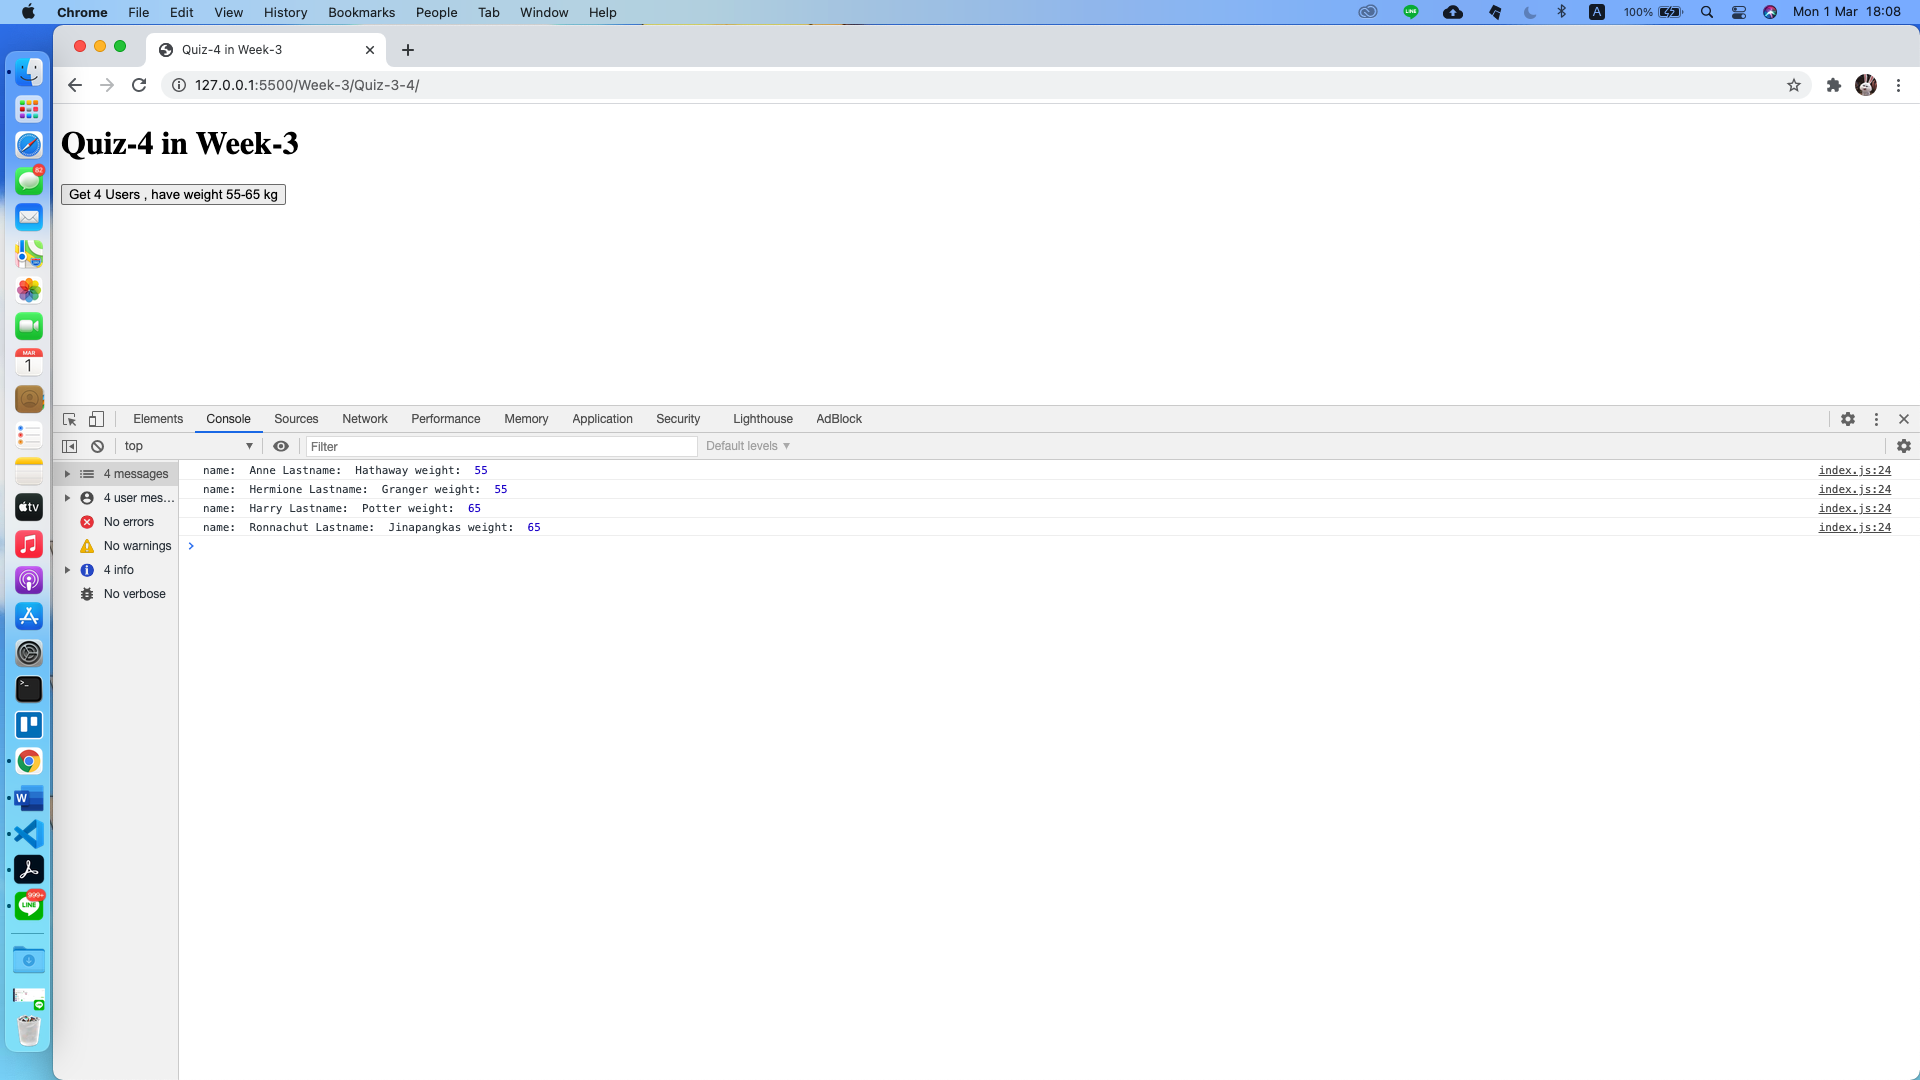 Chrome File Edit View History Bookmarks People Tab Window Help
LINE A 100% Mon 1 Mar 18:08
Quiz-4 in Week-3
127.0.0.1:5500/Week-3/Quiz-3-4/
Quiz-4 in Week-3
Get 4 Users , have weight 55-65 kg
82
MAR
1
tv
W
999+
LINE
Elements Console Sources Network Performance Memory Application Security Lighthouse AdBlock
top Filter Default levels
4 messages
4 user mes...
No errors
No warnings
4 info
No verbose
name: Anne Lastname: Hathaway weight: 55 index.js:24
name: Hermione Lastname: Granger weight: 55 index.js:24
name: Harry Lastname: Potter weight: 65 index.js:24
name: Ronnachut Lastname: Jinapangkas weight: 65 index.js:24
>